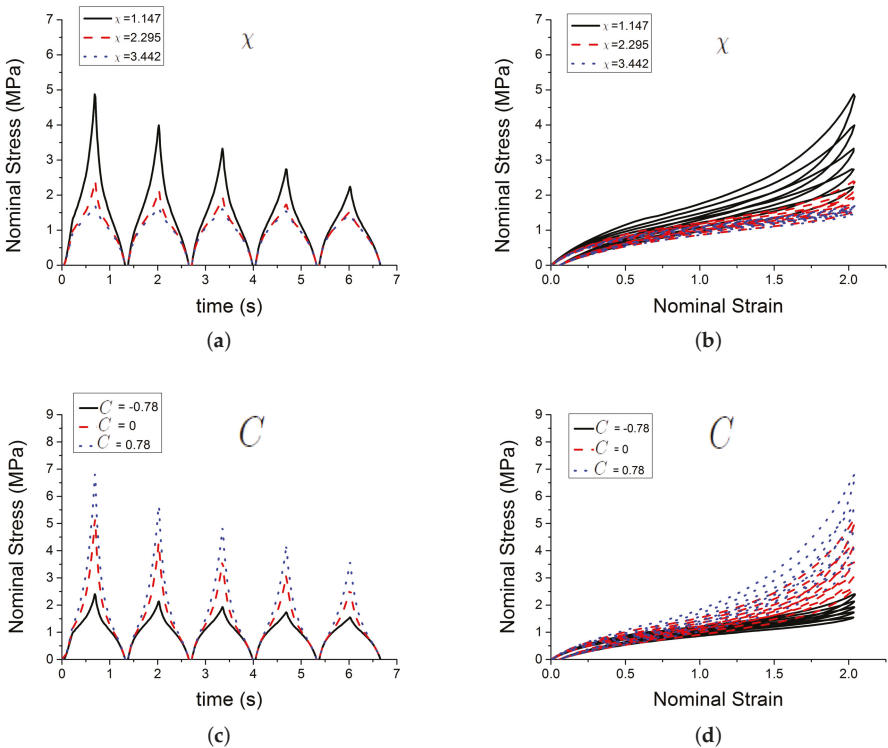 χ=1.147
χ=2.295
χ=3.442
χ
Nominal Stress (MPa)
7
6
5
4
3
2
1
0
0 1 2 3 4 5 6 7
time (s)
(a)
χ=1.147
χ=2.295
χ=3.442
χ
Nominal Stress (MPa)
7
6
5
4
3
2
1
0
0.0 0.5 1.0 1.5 2.0
Nominal Strain
(b)
C = -0.78
C = 0
C = 0.78
C
Nominal Stress (MPa)
9
8
7
6
5
4
3
2
1
0
0 1 2 3 4 5 6 7
time (s)
(c)
C = -0.78
C = 0
C = 0.78
C
Nominal Stress (MPa)
9
8
7
6
5
4
3
2
1
0
0.0 0.5 1.0 1.5 2.0
Nominal Strain
(d)